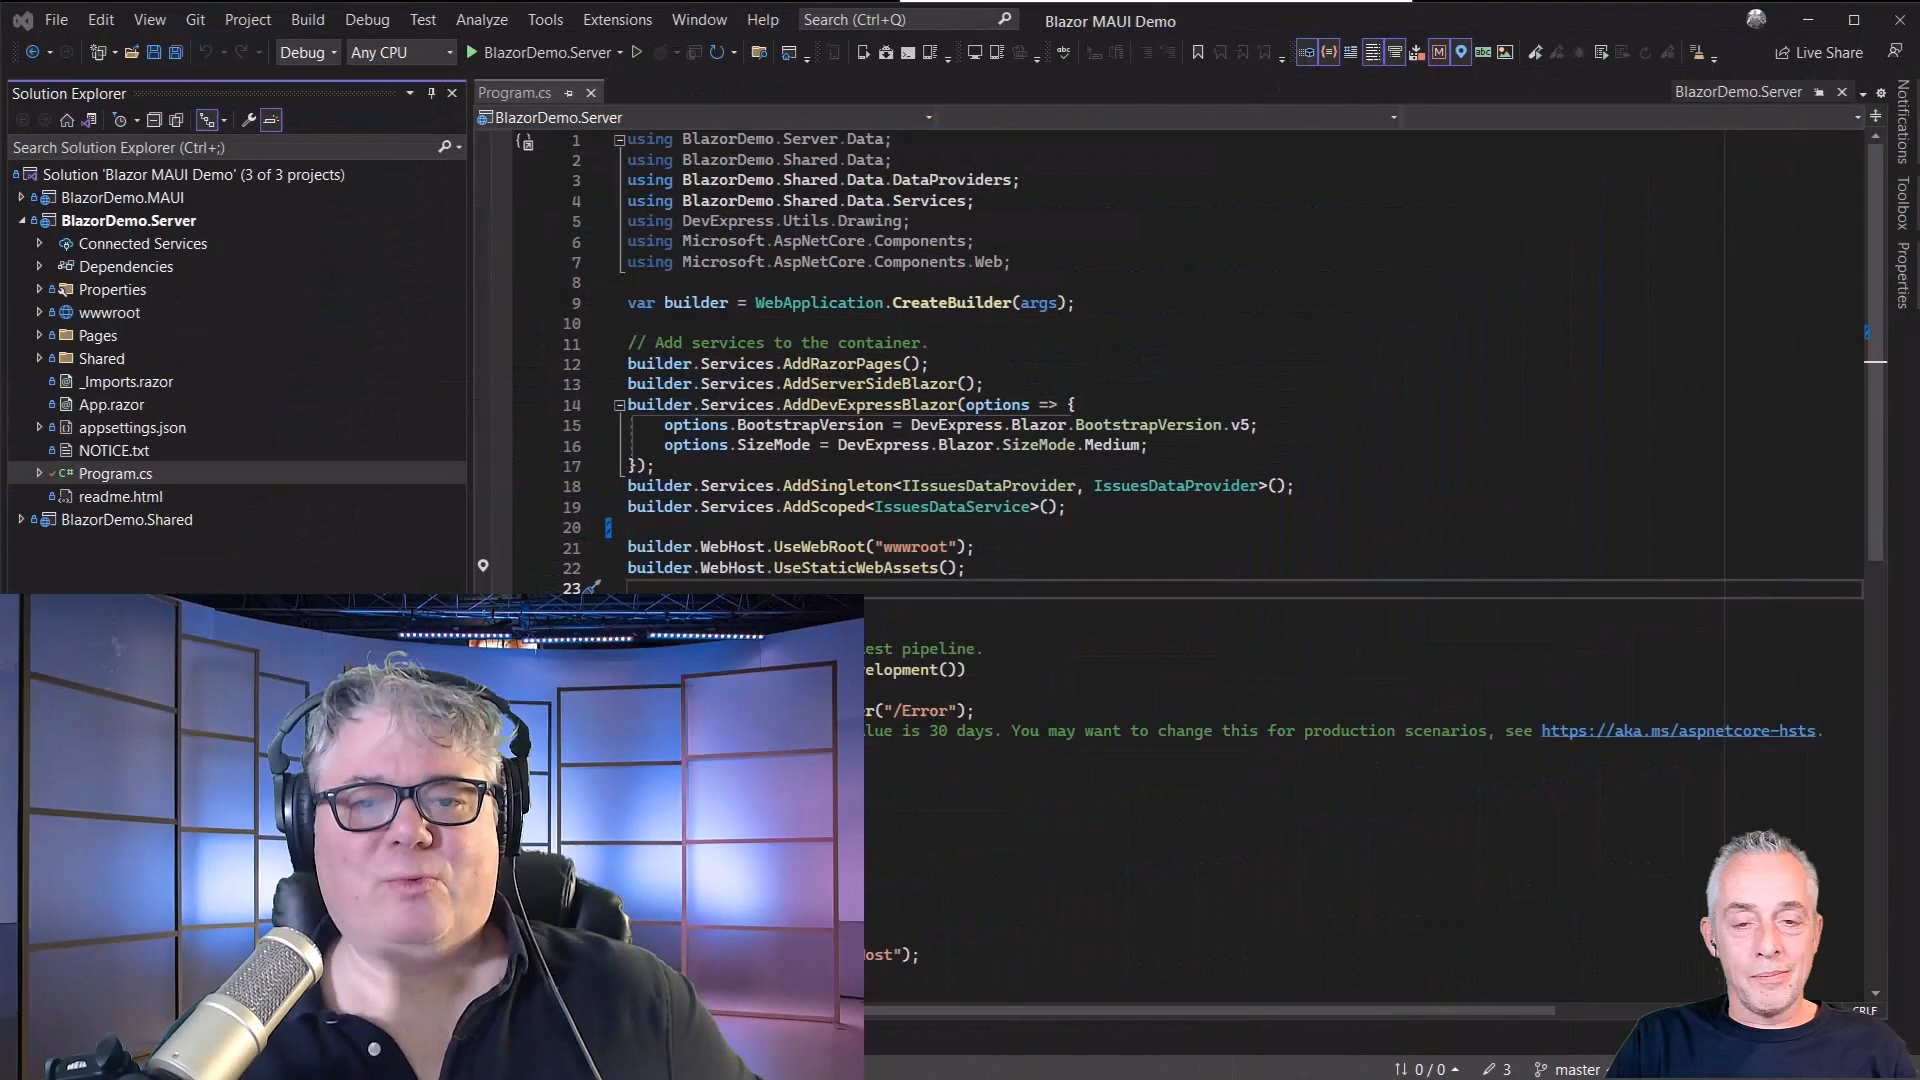 File Edit View Git Project Build Debug Test Analyze Tools Extensions Window Help Search (Ctrl+Q) Blazor MAUI Demo
Debug Any CPU BlazorDemo.Server Live Share
Solution Explorer
Search Solution Explorer (Ctrl+;)
Solution 'Blazor MAUI Demo' (3 of 3 projects)
BlazorDemo.MAUI
BlazorDemo.Server
Connected Services
Dependencies
Properties
wwwroot
Pages
Shared
_Imports.razor
App.razor
appsettings.json
NOTICE.txt
C# Program.cs
readme.html
BlazorDemo.Shared
Program.cs
BlazorDemo.Server
BlazorDemo.Server
1 using BlazorDemo.Server.Data;
2 using BlazorDemo.Shared.Data;
3 using BlazorDemo.Shared.Data.DataProviders;
4 using BlazorDemo.Shared.Data.Services;
5 using DevExpress.Utils.Drawing;
6 using Microsoft.AspNetCore.Components;
7 using Microsoft.AspNetCore.Components.Web;
8
9 var builder = WebApplication.CreateBuilder(args);
10
11 // Add services to the container.
12 builder.Services.AddRazorPages();
13 builder.Services.AddServerSideBlazor();
14 builder.Services.AddDevExpressBlazor(options => {
15 options.BootstrapVersion = DevExpress.Blazor.BootstrapVersion.v5;
16 options.SizeMode = DevExpress.Blazor.SizeMode.Medium;
17 });
18 builder.Services.AddSingleton<IIssuesDataProvider, IssuesDataProvider>();
19 builder.Services.AddScoped<IssuesDataService>();
20
21 builder.WebHost.UseWebRoot("wwwroot");
22 builder.WebHost.UseStaticWebAssets();
23
est pipeline.
elopment())
r("/Error");
lue is 30 days. You may want to change this for production scenarios, see https://aka.ms/aspnetcore-hsts.
ost");
CRLF
0 / 0 3 master
Notifications
Toolbox
Properties